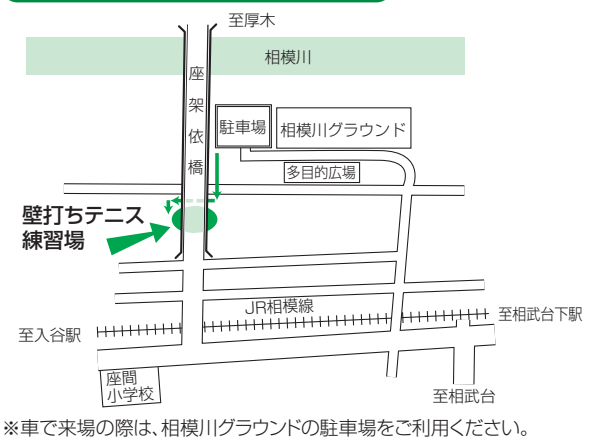 至厚木
相模川
座架依橋
駐車場
相模川グラウンド
多目的広場
壁打ちテニス
練習場
JR相模線
至相武台下駅
至入谷駅
座間
小学校
至相武台
※車で来場の際は、相模川グラウンドの駐車場をご利用ください。